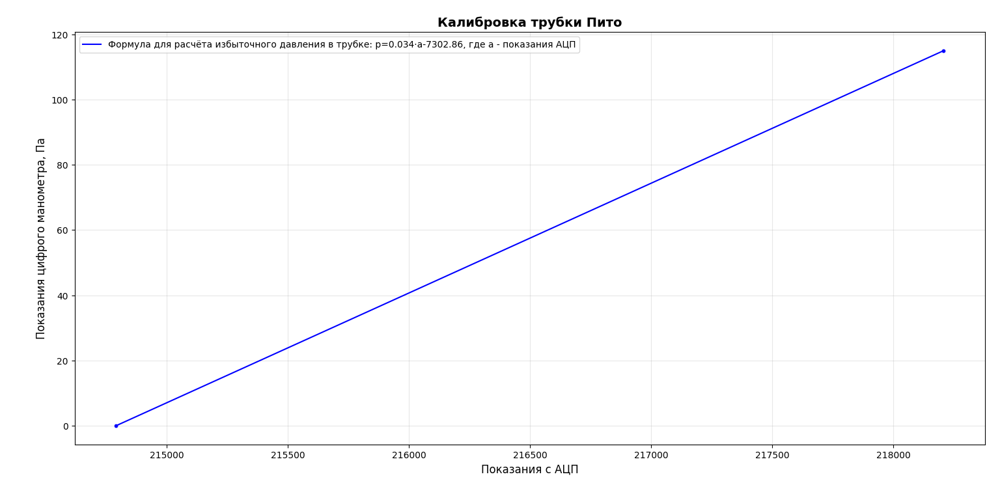 Калибровка трубки Пито
120
Формула для расчёта избыточного давления в трубке: p=0.034·a-7302.86, где a - показания АЦП
100
80
60
40
20
0
Показания цифрого манометра, Па
215000 215500 216000 216500 217000 217500 218000
Показания с АЦП